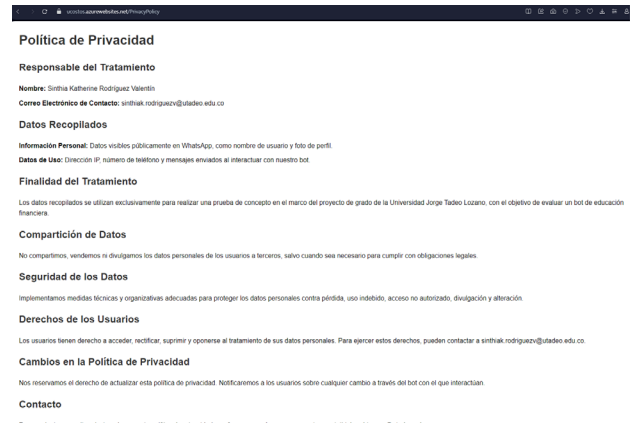 ucostos.azurewebsites.net/PrivacyPolicy
Política de Privacidad
Responsable del Tratamiento
Nombre: Sinthia Katherine Rodríguez Valentín
Correo Electrónico de Contacto: sinthiak.rodriguezv@utadeo.edu.co
Datos Recopilados
Información Personal: Datos visibles públicamente en WhatsApp, como nombre de usuario y foto de perfil.
Datos de Uso: Dirección IP, número de teléfono y mensajes enviados al interactuar con nuestro bot.
Finalidad del Tratamiento
Los datos recopilados se utilizan exclusivamente para realizar una prueba de concepto en el marco del proyecto de grado de la Universidad Jorge Tadeo Lozano, con el objetivo de evaluar un bot de educación
financiera.
Compartición de Datos
No compartimos, vendemos ni divulgamos los datos personales de los usuarios a terceros, salvo cuando sea necesario para cumplir con obligaciones legales.
Seguridad de los Datos
Implementamos medidas técnicas y organizativas adecuadas para proteger los datos personales contra pérdida, uso indebido, acceso no autorizado, divulgación y alteración.
Derechos de los Usuarios
Los usuarios tienen derecho a acceder, rectificar, suprimir y oponerse al tratamiento de sus datos personales. Para ejercer estos derechos, pueden contactar a sinthiak.rodriguezv@utadeo.edu.co.
Cambios en la Política de Privacidad
Nos reservamos el derecho de actualizar esta política de privacidad. Notificaremos a los usuarios sobre cualquier cambio a través del bot con el que interactúan.
Contacto